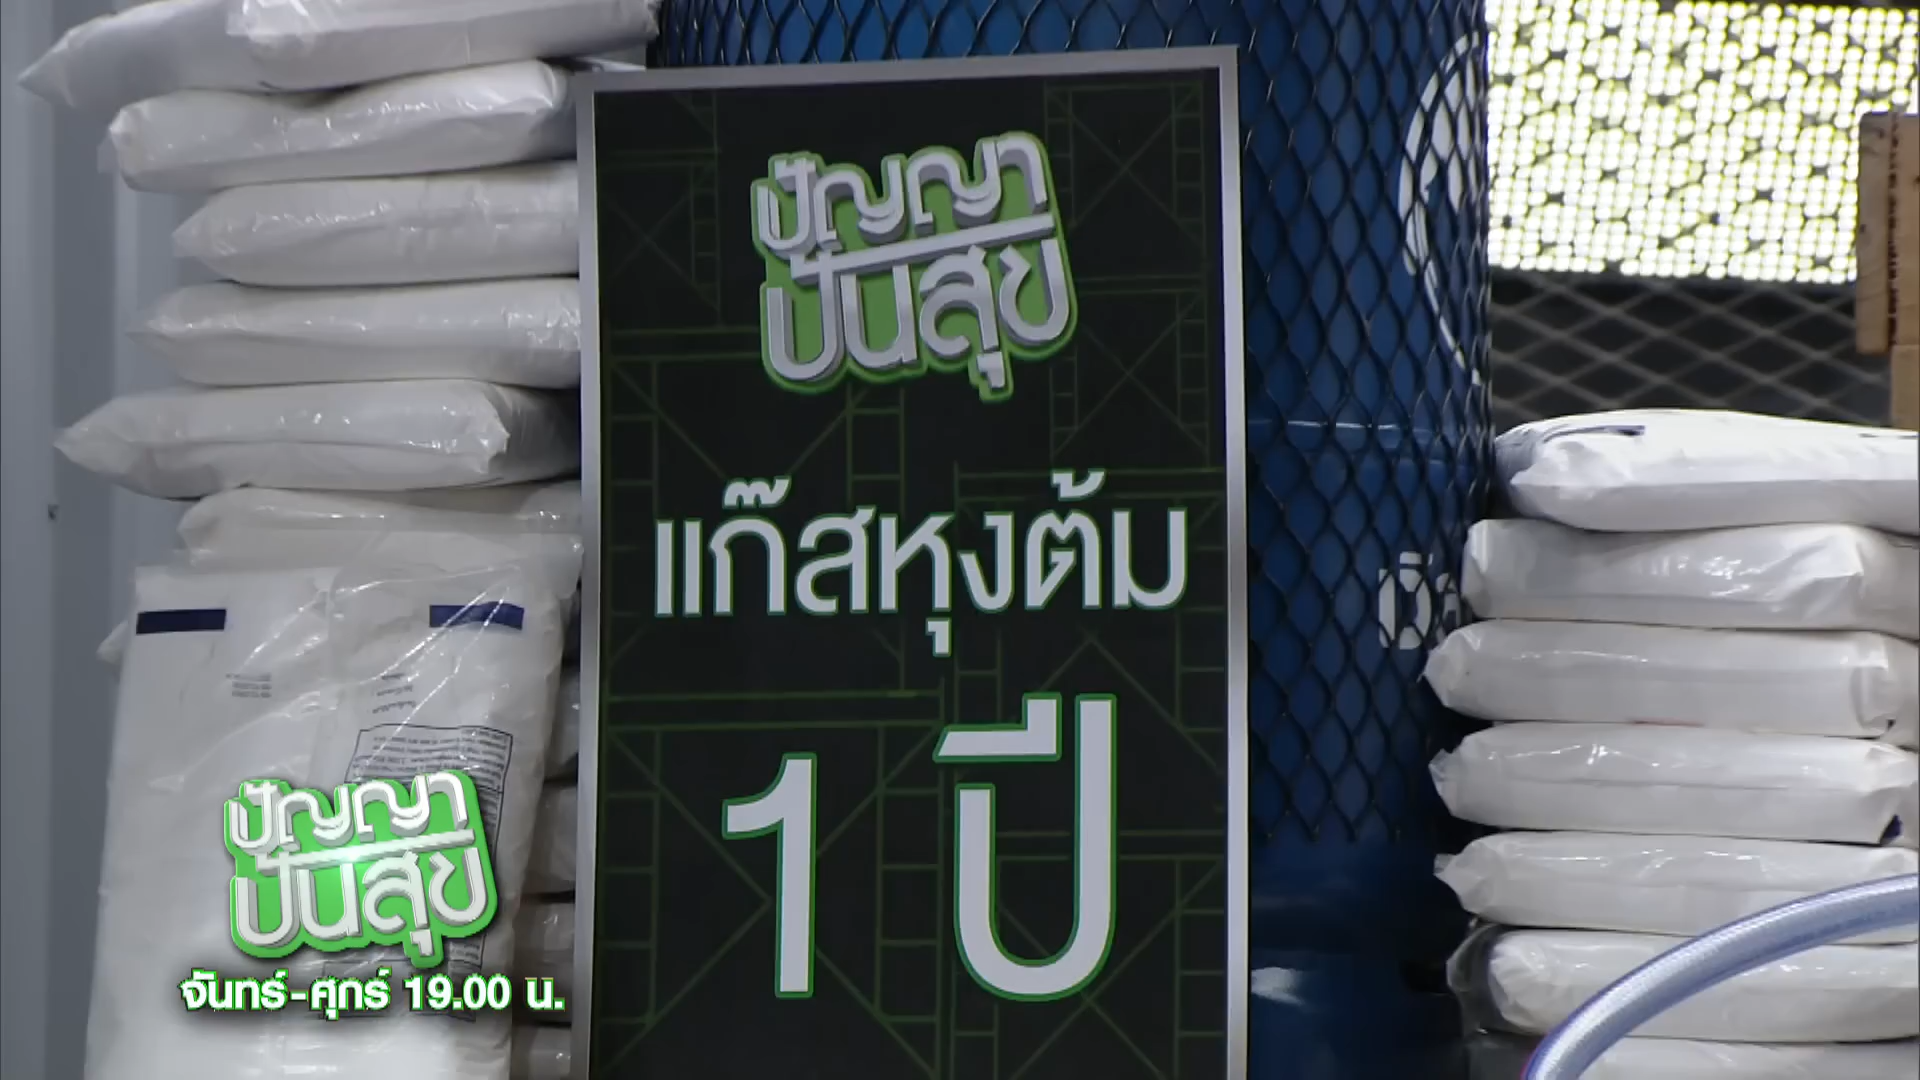 ปัญญา
ปันสุข
แก๊สหุงต้ม
1 ปี
ปัญญา
ปันสุข
จันทร์-ศุกร์ 19.00 น.